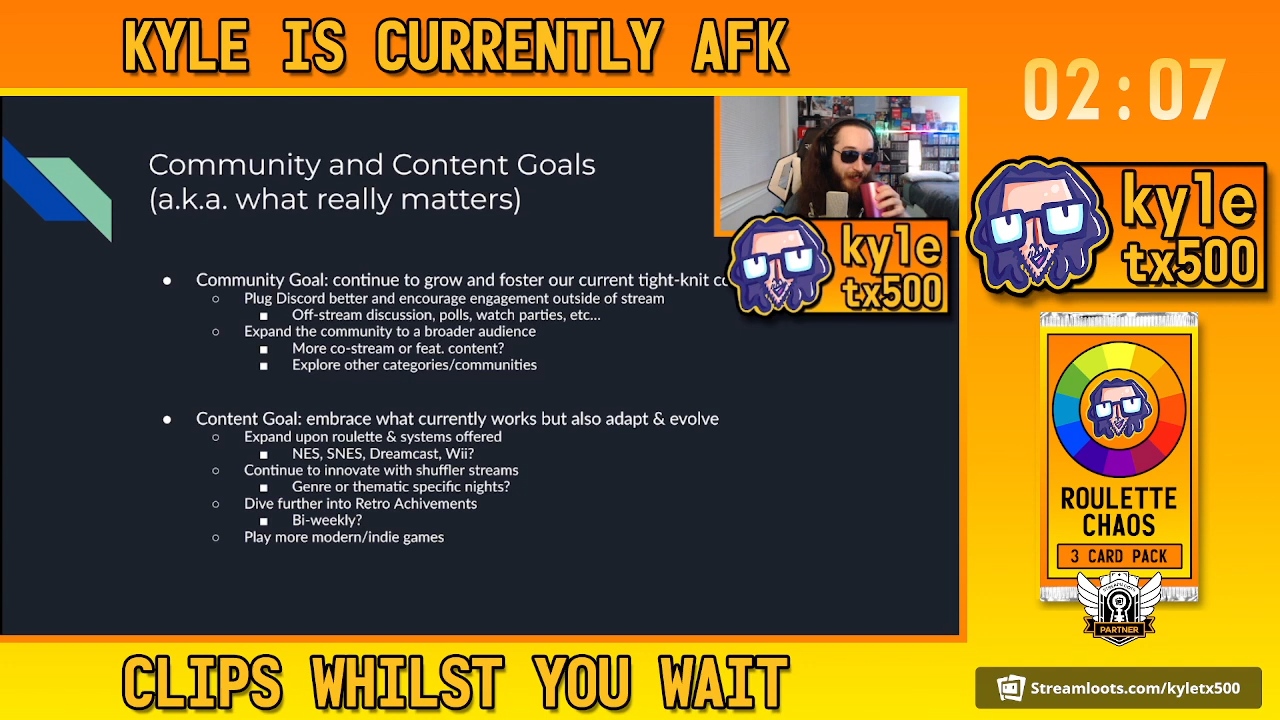 KYLE IS CURRENTLY AFK
02:07
Community and Content Goals
(a.k.a. what really matters)
kyle
tx500
kyle
tx500
● Community Goal: continue to grow and foster our current tight-knit
○ Plug Discord better and encourage engagement outside of stream
■ Off-stream discussion, polls, watch parties, etc...
○ Expand the community to a broader audience
■ More co-stream or feat. content?
■ Explore other categories/communities
● Content Goal: embrace what currently works but also adapt & evolve
○ Expand upon roulette & systems offered
■ NES, SNES, Dreamcast, Wii?
○ Continue to innovate with shuffler streams
■ Genre or thematic specific nights?
○ Dive further into Retro Achivements
■ Bi-weekly?
○ Play more modern/indie games
ROULETTE
CHAOS
3 CARD PACK
PARTNER
CLIPS WHILST YOU WAIT
Streamloots.com/kyletx500